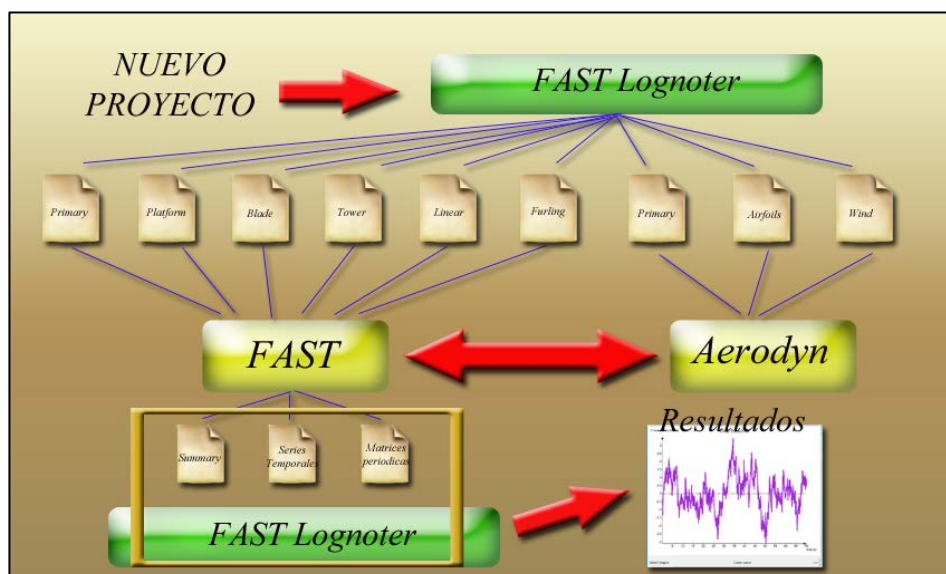 NUEVO
PROYECTO
FAST Lognoter
Primary
Platform
Blade
Tower
Linear
Furling
Primary
Airfoils
Wind
FAST
Aerodyn
Summary
Series
Temporales
Matrices
periodicas
Resultados
FAST Lognoter